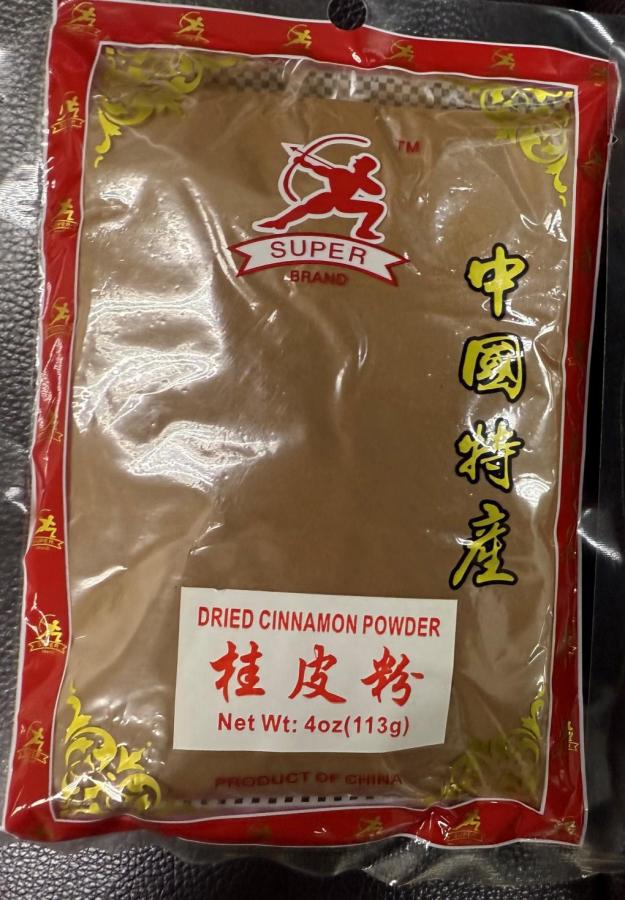 TM
SUPER
BRAND
中國特產
DRIED CINNAMON POWDER
桂皮粉
Net Wt: 4oz(113g)
PRODUCT OF CHINA